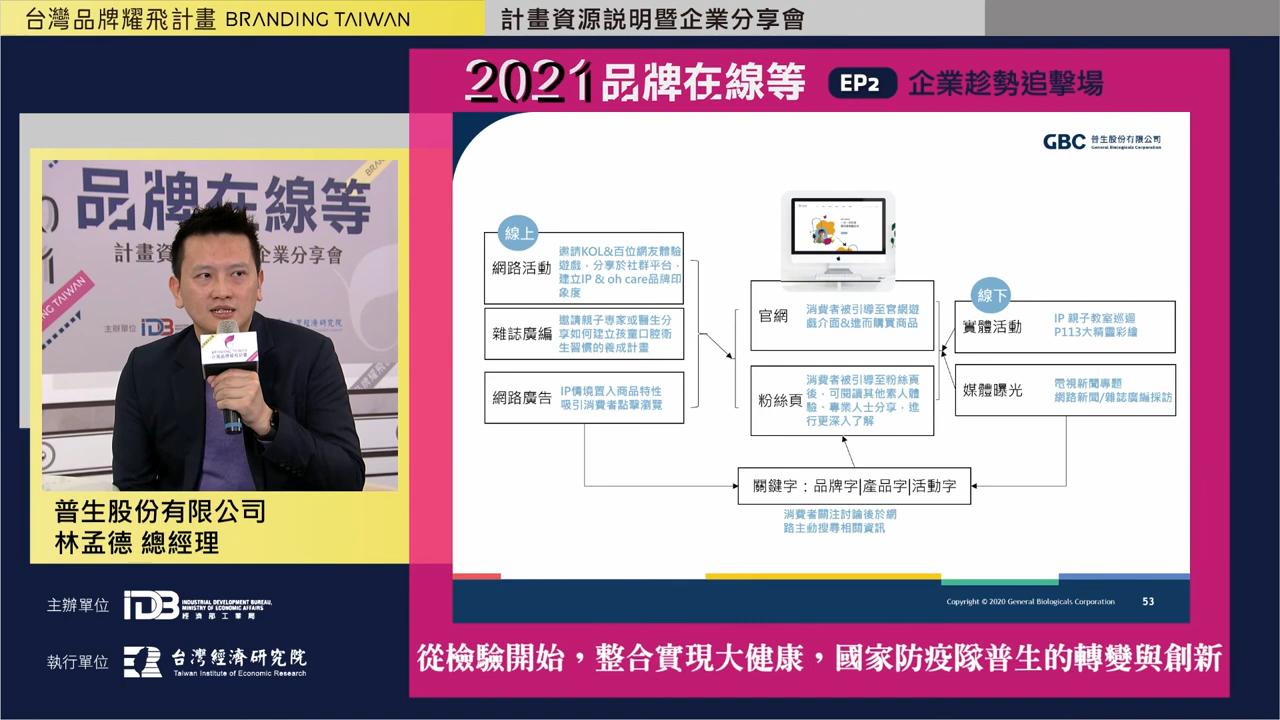 台灣品牌耀飛計畫 BRANDING TAIWAN
計畫資源説明暨企業分享會
2021品牌在線等 EP2 企業趁勢追擊場
品牌在線等
BRANDING TAIWAN
主辦單位 IDB
台灣經濟研究院
普生股份有限公司
林孟德 總經理
主辦單位 IDB INDUSTRIAL DEVELOPMENT BUREAU,
MINISTRY OF ECONOMIC AFFAIRS
經濟部工業局
執行單位 台灣經濟研究院
Taiwan Institute of Economic Research
GBC 普生股份有限公司
General Biologicals Corporation
線上
網路活動
邀請KOL&百位網友體驗
遊戲，分享於社群平台，
建立IP & oh care品牌印
象度
雜誌廣編
邀請親子專家或醫生分
享如何建立孩童口腔衛
生習慣的養成計畫
網路廣告
IP情境置入商品特性
吸引消費者點擊瀏覽
官網
消費者被引導至官網遊
戲介面&進而購買商品
粉絲頁
消費者被引導至粉絲頁
後，可閱讀其他素人體
驗、專業人士分享，進
行更深入了解
線下
實體活動
IP 親子教室巡迴
P113大精靈彩繪
媒體曝光
電視新聞專題
網路新聞/雜誌廣編採訪
關鍵字：品牌字|產品字|活動字
消費者關注討論後於網
路主動搜尋相關資訊
Copyright © 2020 General Biologicals Corporation 53
從檢驗開始，整合實現大健康，國家防疫隊普生的轉變與創新